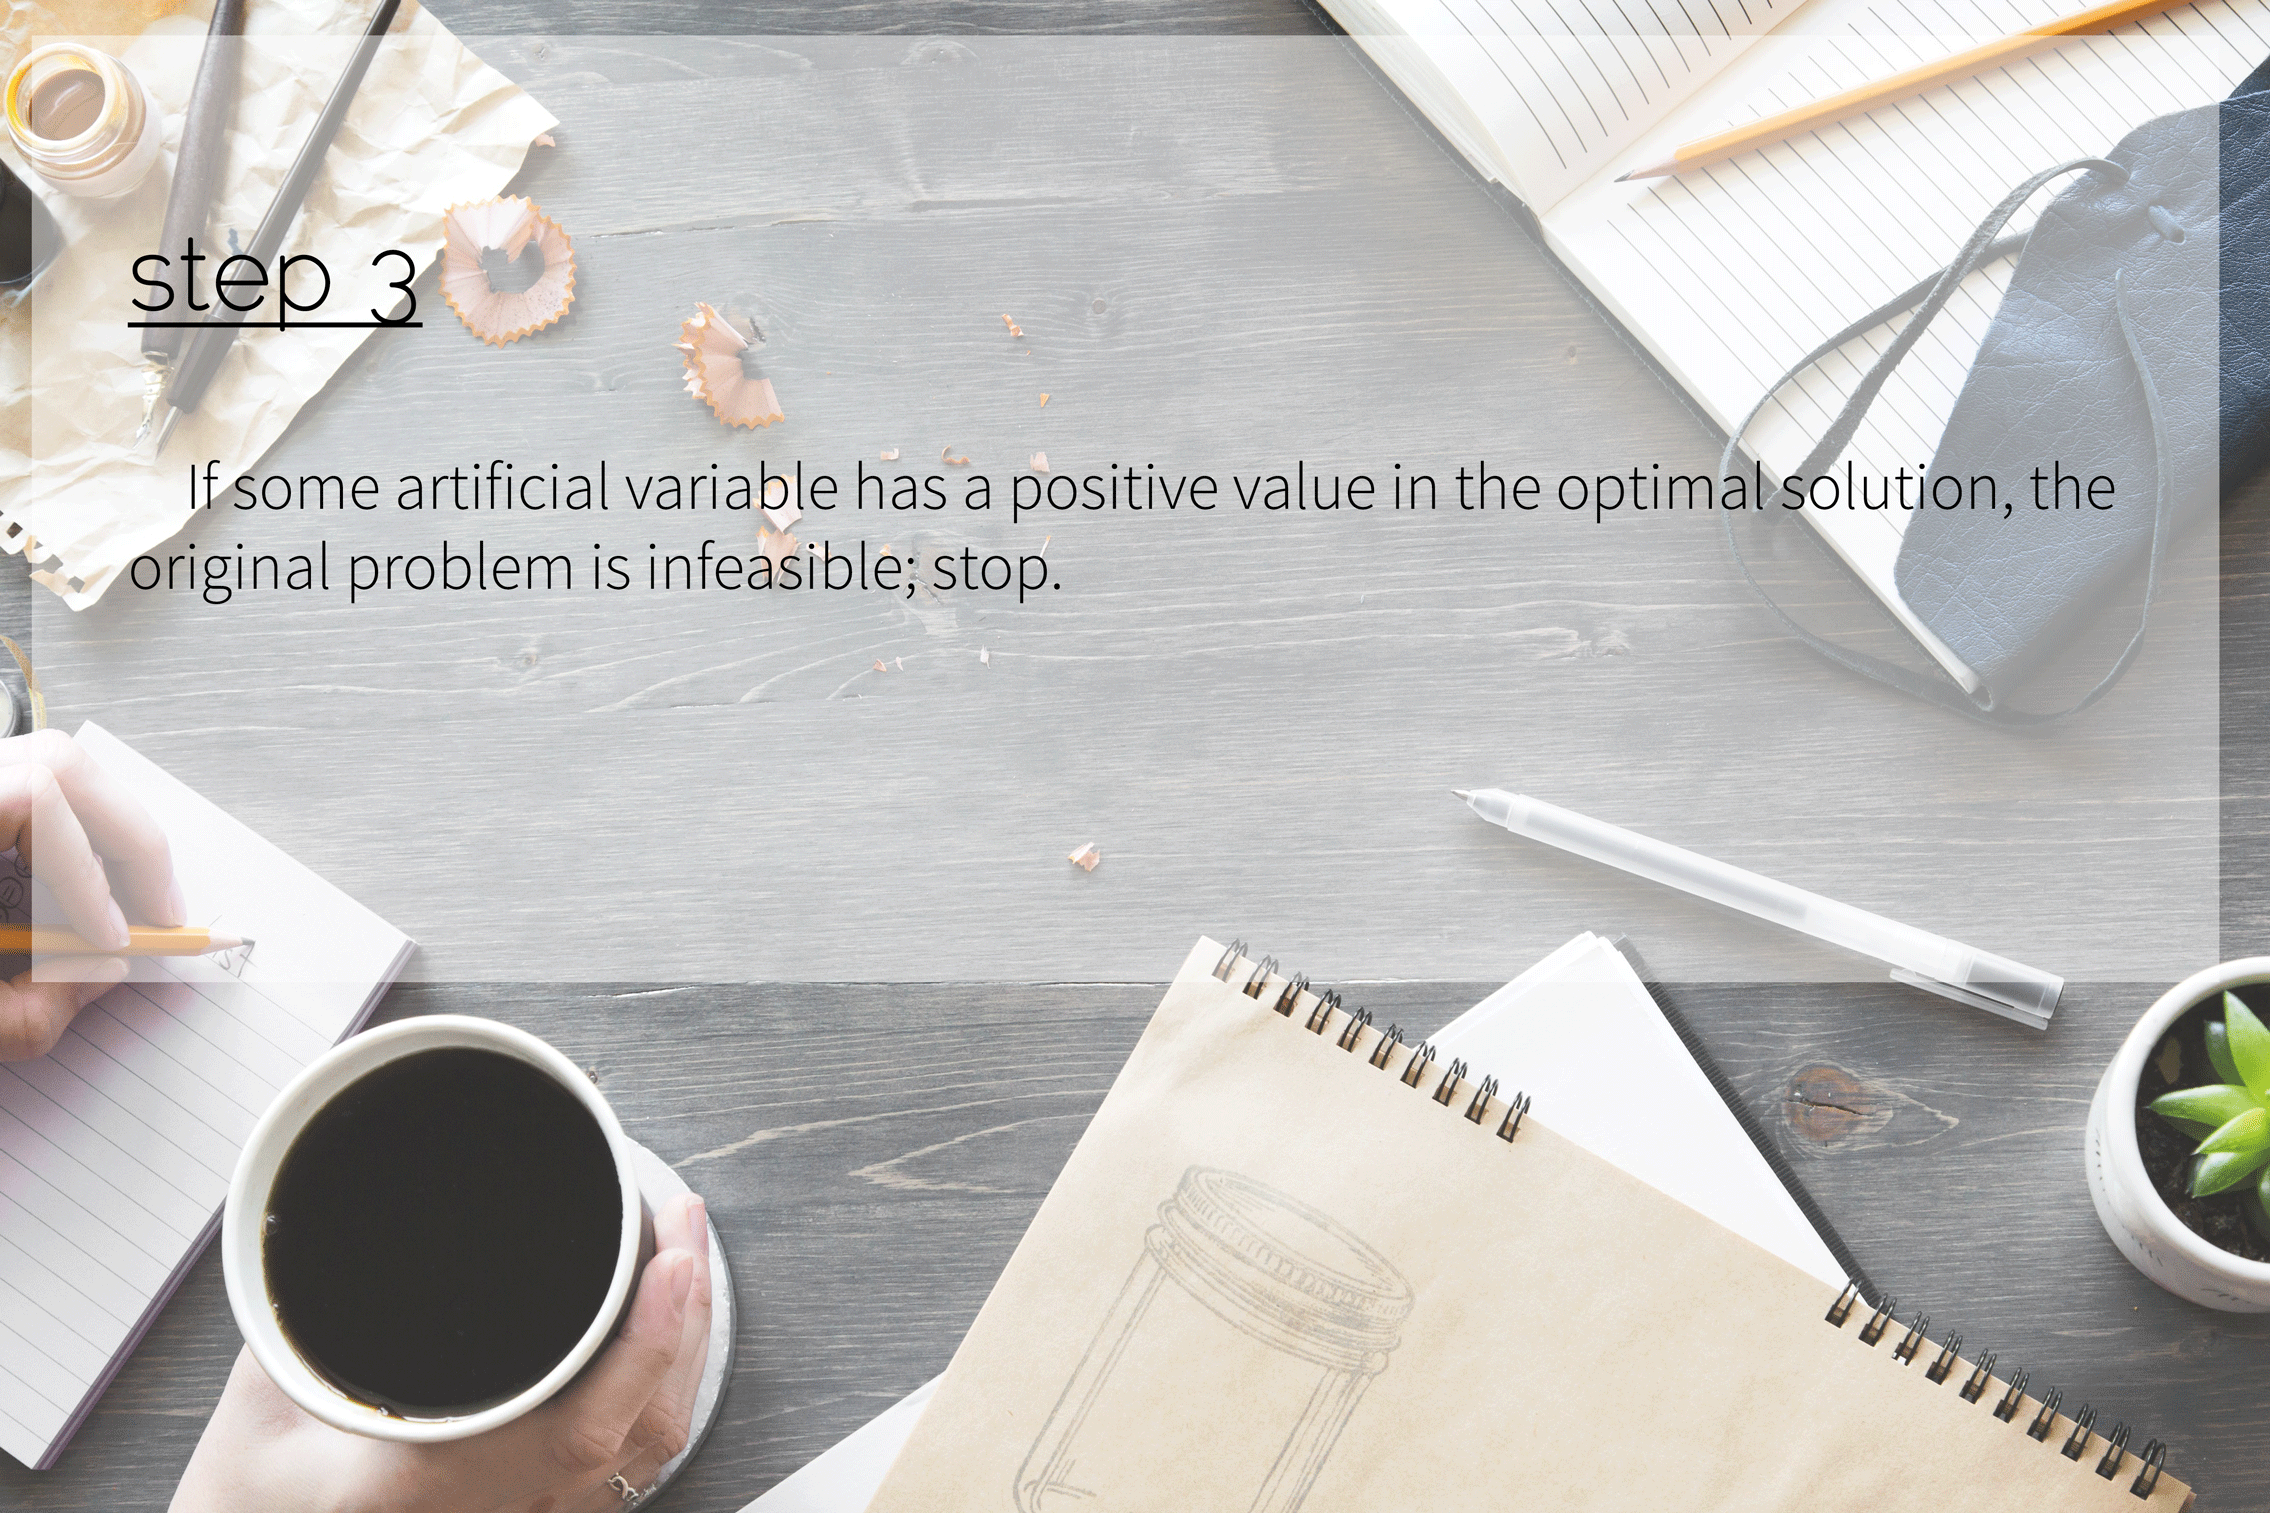 step 3
If some artificial variable has a positive value in the optimal solution, the
original problem is infeasible; stop.